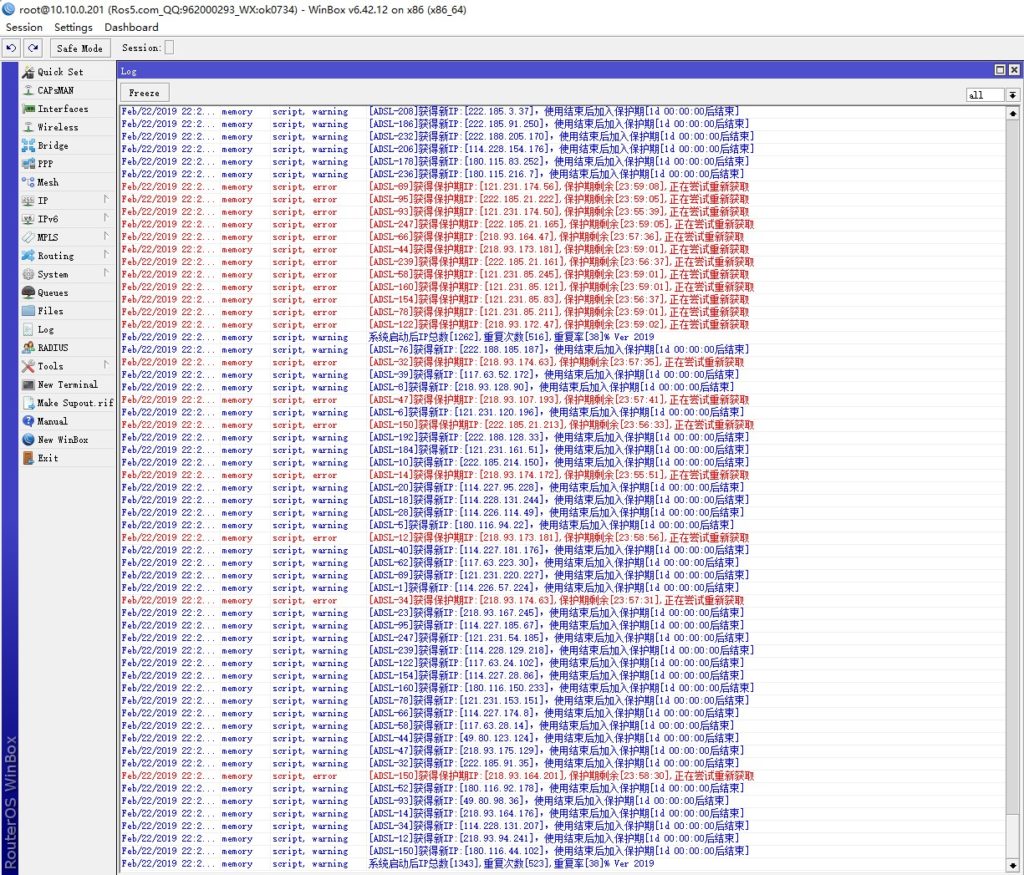 root@10.10.0.201 (Ros5.com_QQ:962000293_WX:ok0734) - WinBox v6.42.12 on x86 (x86_64)
Session Settings Dashboard
Safe Mode Session:
Quick Set
CAPsMAN
Interfaces
Wireless
Bridge
PPP
Mesh
IP
IPv6
MPLS
Routing
System
Queues
Files
Log
RADIUS
Tools
New Terminal
Make Supout.rif
Manual
New WinBox
Exit
RouterOS WinBox
Log
Freeze all
Feb/22/2019 22:2... memory script, warning [ADSL-208]获得新IP:[222.185.3.37]，使用结束后加入保护期[1d 00:00:00后结束]
Feb/22/2019 22:2... memory script, warning [ADSL-186]获得新IP:[222.185.91.250]，使用结束后加入保护期[1d 00:00:00后结束]
Feb/22/2019 22:2... memory script, warning [ADSL-232]获得新IP:[222.188.205.170]，使用结束后加入保护期[1d 00:00:00后结束]
Feb/22/2019 22:2... memory script, warning [ADSL-206]获得新IP:[114.228.154.176]，使用结束后加入保护期[1d 00:00:00后结束]
Feb/22/2019 22:2... memory script, warning [ADSL-178]获得新IP:[180.115.83.252]，使用结束后加入保护期[1d 00:00:00后结束]
Feb/22/2019 22:2... memory script, warning [ADSL-236]获得新IP:[180.115.216.7]，使用结束后加入保护期[1d 00:00:00后结束]
Feb/22/2019 22:2... memory script, error [ADSL-89]获得保护期IP:[121.231.174.56],保护期剩余[23:59:08],正在尝试重新获取
Feb/22/2019 22:2... memory script, error [ADSL-95]获得保护期IP:[222.185.21.222],保护期剩余[23:59:05],正在尝试重新获取
Feb/22/2019 22:2... memory script, error [ADSL-93]获得保护期IP:[121.231.174.50],保护期剩余[23:55:39],正在尝试重新获取
Feb/22/2019 22:2... memory script, error [ADSL-247]获得保护期IP:[222.185.21.165],保护期剩余[23:59:05],正在尝试重新获取
Feb/22/2019 22:2... memory script, error [ADSL-66]获得保护期IP:[218.93.164.47],保护期剩余[23:57:36],正在尝试重新获取
Feb/22/2019 22:2... memory script, error [ADSL-44]获得保护期IP:[218.93.173.181],保护期剩余[23:59:01],正在尝试重新获取
Feb/22/2019 22:2... memory script, error [ADSL-239]获得保护期IP:[222.185.21.161],保护期剩余[23:56:37],正在尝试重新获取
Feb/22/2019 22:2... memory script, error [ADSL-58]获得保护期IP:[121.231.85.245],保护期剩余[23:59:01],正在尝试重新获取
Feb/22/2019 22:2... memory script, error [ADSL-160]获得保护期IP:[121.231.85.121],保护期剩余[23:59:01],正在尝试重新获取
Feb/22/2019 22:2... memory script, error [ADSL-154]获得保护期IP:[121.231.85.83],保护期剩余[23:56:37],正在尝试重新获取
Feb/22/2019 22:2... memory script, error [ADSL-78]获得保护期IP:[121.231.85.211],保护期剩余[23:59:01],正在尝试重新获取
Feb/22/2019 22:2... memory script, error [ADSL-122]获得保护期IP:[218.93.172.47],保护期剩余[23:59:02],正在尝试重新获取
Feb/22/2019 22:2... memory script, warning 系统启动后IP总数[1262],重复次数[516],重复率[38]% Ver 2019
Feb/22/2019 22:2... memory script, warning [ADSL-76]获得新IP:[222.188.185.187]，使用结束后加入保护期[1d 00:00:00后结束]
Feb/22/2019 22:2... memory script, error [ADSL-32]获得保护期IP:[218.93.174.63],保护期剩余[23:57:35],正在尝试重新获取
Feb/22/2019 22:2... memory script, warning [ADSL-39]获得新IP:[117.63.52.172]，使用结束后加入保护期[1d 00:00:00后结束]
Feb/22/2019 22:2... memory script, warning [ADSL-8]获得新IP:[218.93.128.90]，使用结束后加入保护期[1d 00:00:00后结束]
Feb/22/2019 22:2... memory script, error [ADSL-47]获得保护期IP:[218.93.107.193],保护期剩余[23:57:41],正在尝试重新获取
Feb/22/2019 22:2... memory script, warning [ADSL-6]获得新IP:[121.231.120.196]，使用结束后加入保护期[1d 00:00:00后结束]
Feb/22/2019 22:2... memory script, error [ADSL-150]获得保护期IP:[222.185.21.213],保护期剩余[23:56:33],正在尝试重新获取
Feb/22/2019 22:2... memory script, warning [ADSL-192]获得新IP:[222.188.128.33]，使用结束后加入保护期[1d 00:00:00后结束]
Feb/22/2019 22:2... memory script, warning [ADSL-184]获得新IP:[121.231.161.51]，使用结束后加入保护期[1d 00:00:00后结束]
Feb/22/2019 22:2... memory script, warning [ADSL-10]获得新IP:[222.185.214.150]，使用结束后加入保护期[1d 00:00:00后结束]
Feb/22/2019 22:2... memory script, error [ADSL-14]获得保护期IP:[218.93.174.172],保护期剩余[23:55:51],正在尝试重新获取
Feb/22/2019 22:2... memory script, warning [ADSL-20]获得新IP:[114.227.95.228]，使用结束后加入保护期[1d 00:00:00后结束]
Feb/22/2019 22:2... memory script, warning [ADSL-18]获得新IP:[114.228.131.244]，使用结束后加入保护期[1d 00:00:00后结束]
Feb/22/2019 22:2... memory script, warning [ADSL-28]获得新IP:[114.226.114.49]，使用结束后加入保护期[1d 00:00:00后结束]
Feb/22/2019 22:2... memory script, warning [ADSL-5]获得新IP:[180.116.94.22]，使用结束后加入保护期[1d 00:00:00后结束]
Feb/22/2019 22:2... memory script, error [ADSL-12]获得保护期IP:[218.93.173.181],保护期剩余[23:58:56],正在尝试重新获取
Feb/22/2019 22:2... memory script, warning [ADSL-40]获得新IP:[114.227.181.176]，使用结束后加入保护期[1d 00:00:00后结束]
Feb/22/2019 22:2... memory script, warning [ADSL-62]获得新IP:[117.63.223.30]，使用结束后加入保护期[1d 00:00:00后结束]
Feb/22/2019 22:2... memory script, warning [ADSL-89]获得新IP:[121.231.220.227]，使用结束后加入保护期[1d 00:00:00后结束]
Feb/22/2019 22:2... memory script, warning [ADSL-1]获得新IP:[114.226.57.224]，使用结束后加入保护期[1d 00:00:00后结束]
Feb/22/2019 22:2... memory script, error [ADSL-34]获得保护期IP:[218.93.174.63],保护期剩余[23:57:31],正在尝试重新获取
Feb/22/2019 22:2... memory script, warning [ADSL-23]获得新IP:[218.93.167.245]，使用结束后加入保护期[1d 00:00:00后结束]
Feb/22/2019 22:2... memory script, warning [ADSL-95]获得新IP:[114.227.185.67]，使用结束后加入保护期[1d 00:00:00后结束]
Feb/22/2019 22:2... memory script, warning [ADSL-247]获得新IP:[121.231.54.185]，使用结束后加入保护期[1d 00:00:00后结束]
Feb/22/2019 22:2... memory script, warning [ADSL-239]获得新IP:[114.228.129.218]，使用结束后加入保护期[1d 00:00:00后结束]
Feb/22/2019 22:2... memory script, warning [ADSL-122]获得新IP:[117.63.24.102]，使用结束后加入保护期[1d 00:00:00后结束]
Feb/22/2019 22:2... memory script, warning [ADSL-154]获得新IP:[114.227.28.86]，使用结束后加入保护期[1d 00:00:00后结束]
Feb/22/2019 22:2... memory script, warning [ADSL-160]获得新IP:[180.116.150.233]，使用结束后加入保护期[1d 00:00:00后结束]
Feb/22/2019 22:2... memory script, warning [ADSL-78]获得新IP:[121.231.153.151]，使用结束后加入保护期[1d 00:00:00后结束]
Feb/22/2019 22:2... memory script, warning [ADSL-66]获得新IP:[114.227.174.8]，使用结束后加入保护期[1d 00:00:00后结束]
Feb/22/2019 22:2... memory script, warning [ADSL-58]获得新IP:[117.63.28.14]，使用结束后加入保护期[1d 00:00:00后结束]
Feb/22/2019 22:2... memory script, warning [ADSL-44]获得新IP:[49.80.123.124]，使用结束后加入保护期[1d 00:00:00后结束]
Feb/22/2019 22:2... memory script, warning [ADSL-47]获得新IP:[218.93.175.129]，使用结束后加入保护期[1d 00:00:00后结束]
Feb/22/2019 22:2... memory script, warning [ADSL-32]获得新IP:[222.185.91.35]，使用结束后加入保护期[1d 00:00:00后结束]
Feb/22/2019 22:2... memory script, error [ADSL-150]获得保护期IP:[218.93.164.201],保护期剩余[23:58:30],正在尝试重新获取
Feb/22/2019 22:2... memory script, warning [ADSL-52]获得新IP:[180.116.92.178]，使用结束后加入保护期[1d 00:00:00后结束]
Feb/22/2019 22:2... memory script, warning [ADSL-93]获得新IP:[49.80.98.36]，使用结束后加入保护期[1d 00:00:00后结束]
Feb/22/2019 22:2... memory script, warning [ADSL-14]获得新IP:[218.93.164.176]，使用结束后加入保护期[1d 00:00:00后结束]
Feb/22/2019 22:2... memory script, warning [ADSL-34]获得新IP:[114.228.131.207]，使用结束后加入保护期[1d 00:00:00后结束]
Feb/22/2019 22:2... memory script, warning [ADSL-12]获得新IP:[218.93.94.241]，使用结束后加入保护期[1d 00:00:00后结束]
Feb/22/2019 22:2... memory script, warning [ADSL-150]获得新IP:[180.116.44.102]，使用结束后加入保护期[1d 00:00:00后结束]
Feb/22/2019 22:2... memory script, warning 系统启动后IP总数[1343],重复次数[523],重复率[38]% Ver 2019